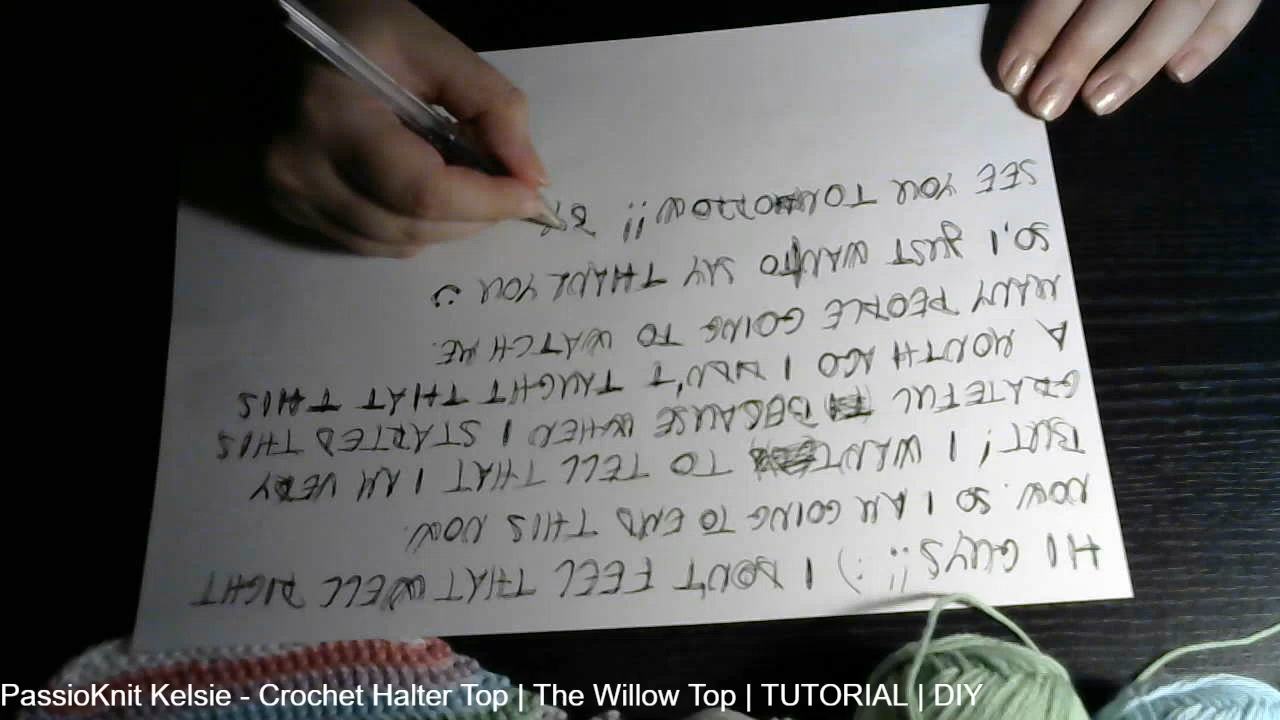 HI GUYS!! :) I DON'T FEEL THAT WELL RIGHT
NOW. SO I AM GOING TO END THIS NOW.
BUT, I WANT TO TELL THAT I AM VERY
GRATEFUL BECAUSE WHEN I STARTED THIS
A MONTH AGO I DIDN'T TAUGHT THAT THIS
MANY PEOPLE GOING TO WATCH ME.
SO, I JUST WANTO SAY THANK YOU :)
SEE YOU TOMORROW!! BY
PassioKnit Kelsie - Crochet Halter Top | The Willow Top | TUTORIAL | DIY